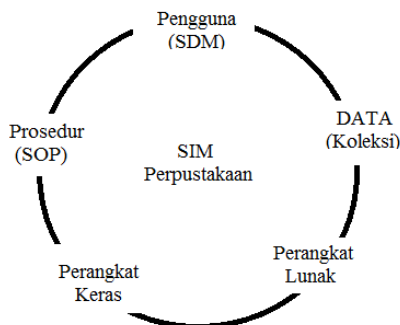 Pengguna
(SDM)
DATA
(Koleksi)
Prosedur
(SOP)
SIM
Perpustakaan
Perangkat
Lunak
Perangkat
Keras